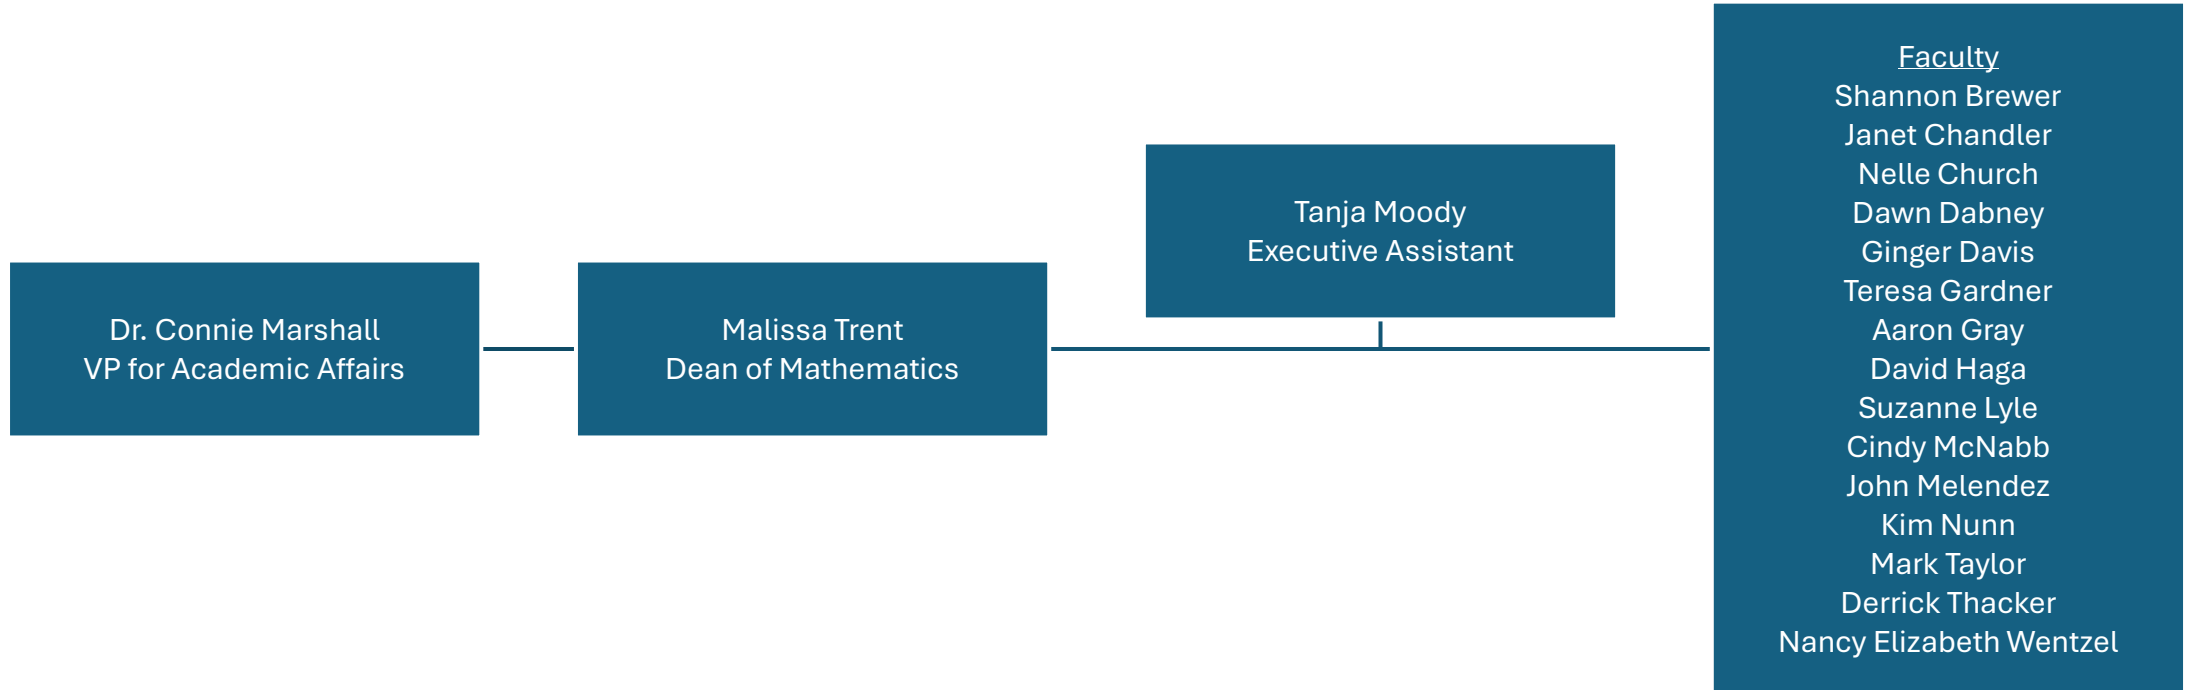 Dr. Connie Marshall
VP for Academic Affairs
Malissa Trent
Dean of Mathematics
Tanja Moody
Executive Assistant
Faculty
Shannon Brewer
Janet Chandler
Nelle Church
Dawn Dabney
Ginger Davis
Teresa Gardner
Aaron Gray
David Haga
Suzanne Lyle
Cindy McNabb
John Melendez
Kim Nunn
Mark Taylor
Derrick Thacker
Nancy Elizabeth Wentzel